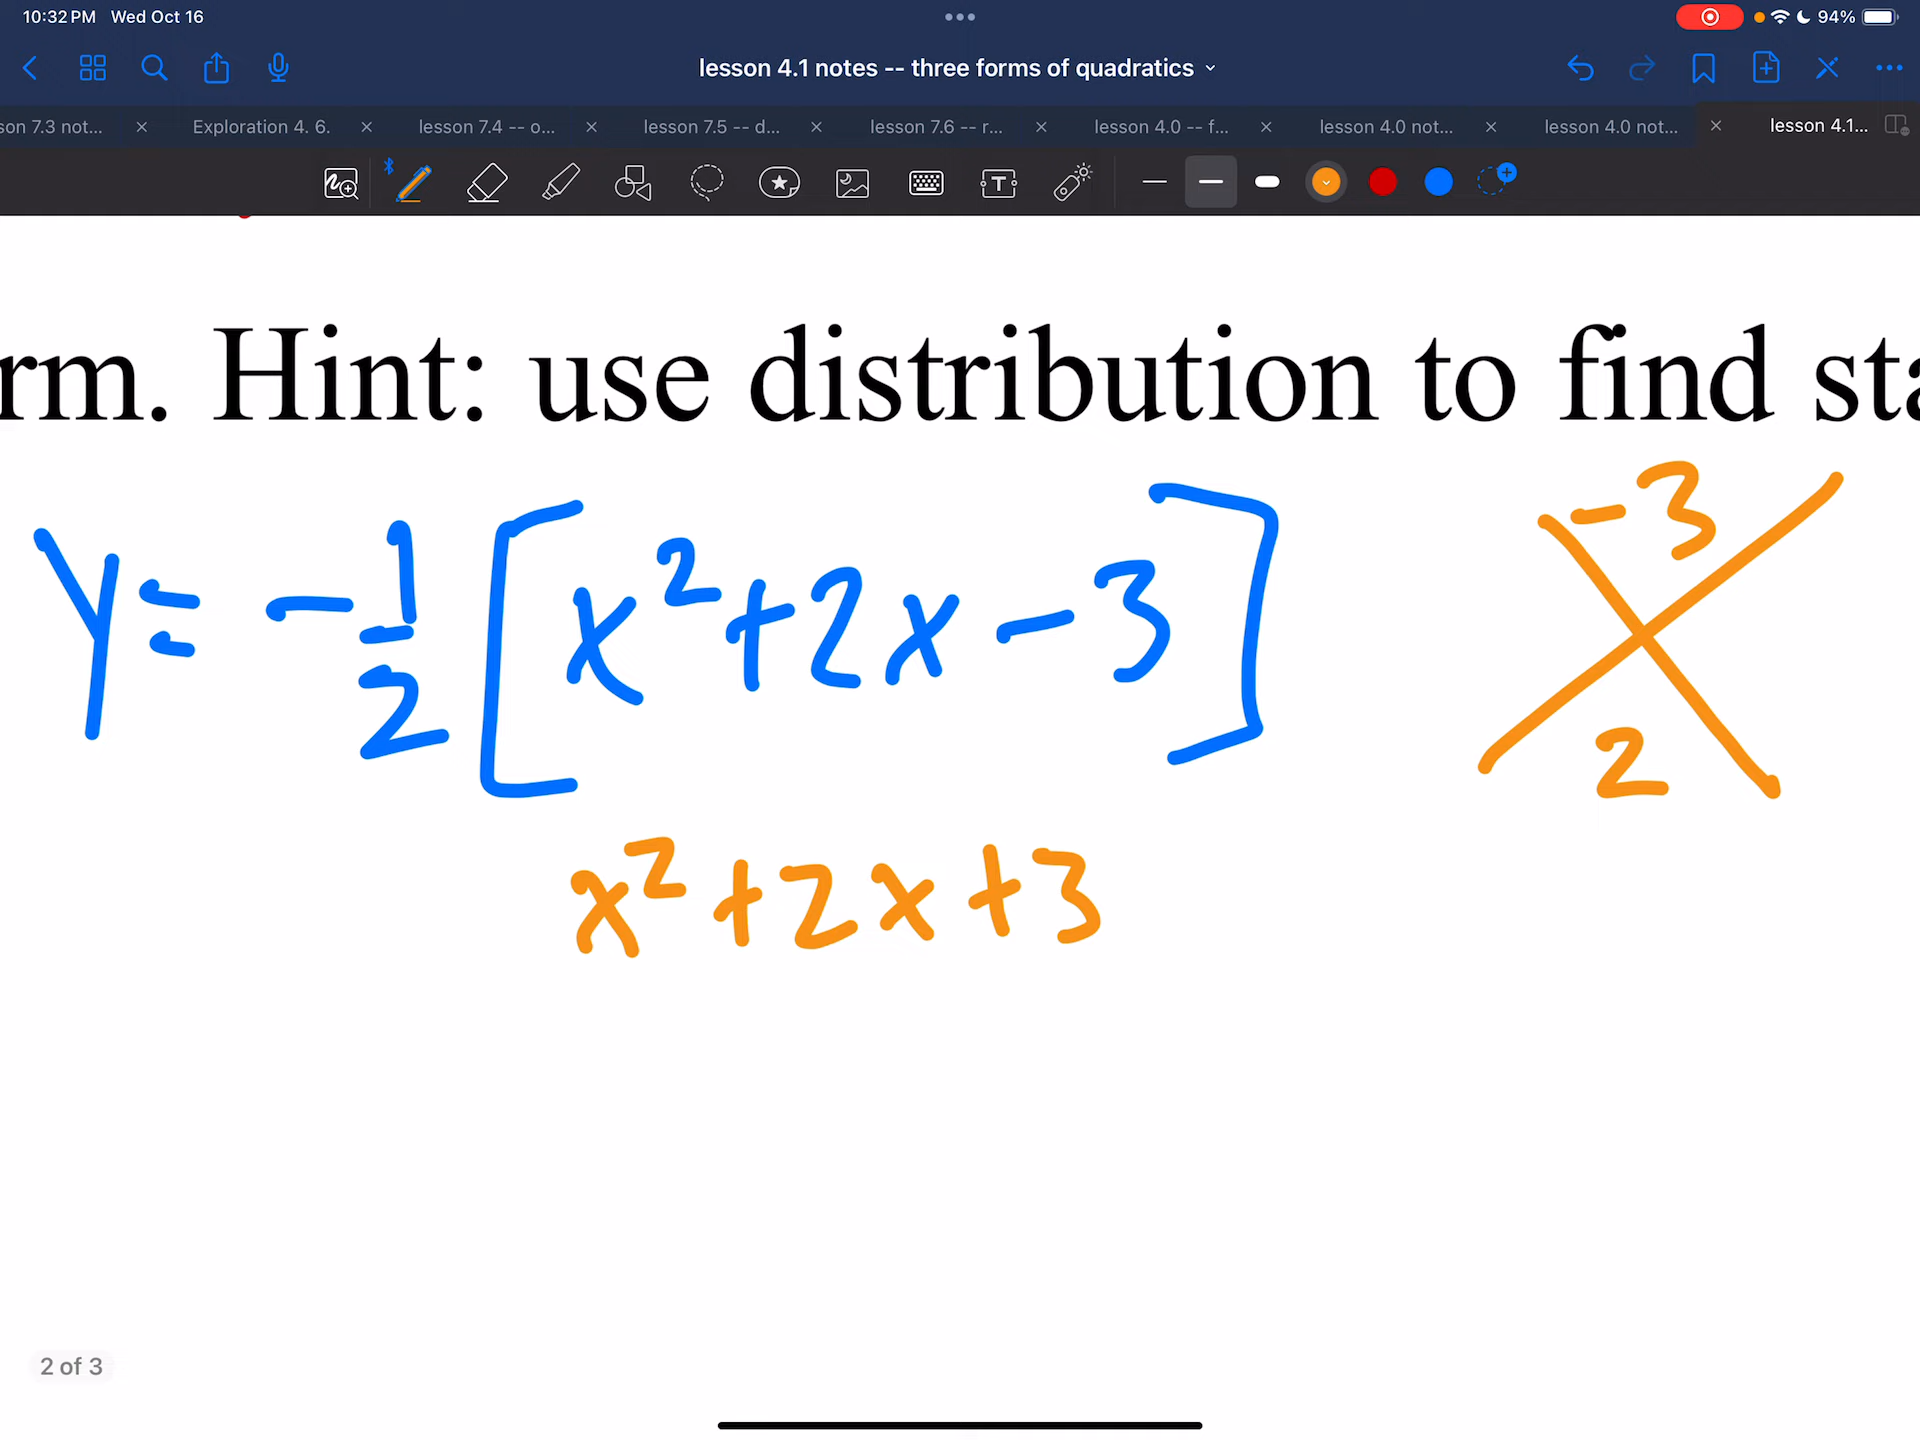 10:32 PM Wed Oct 16 94%
lesson 4.1 notes -- three forms of quadratics
son 7.3 not... Exploration 4. 6. lesson 7.4 -- o... lesson 7.5 -- d... lesson 7.6 -- r... lesson 4.0 -- f... lesson 4.0 not... lesson 4.0 not... lesson 4.1...
rm. Hint: use distribution to find sta
y = -1/2 [x²+2x-3]
-3
2
x²+2x+3
2 of 3